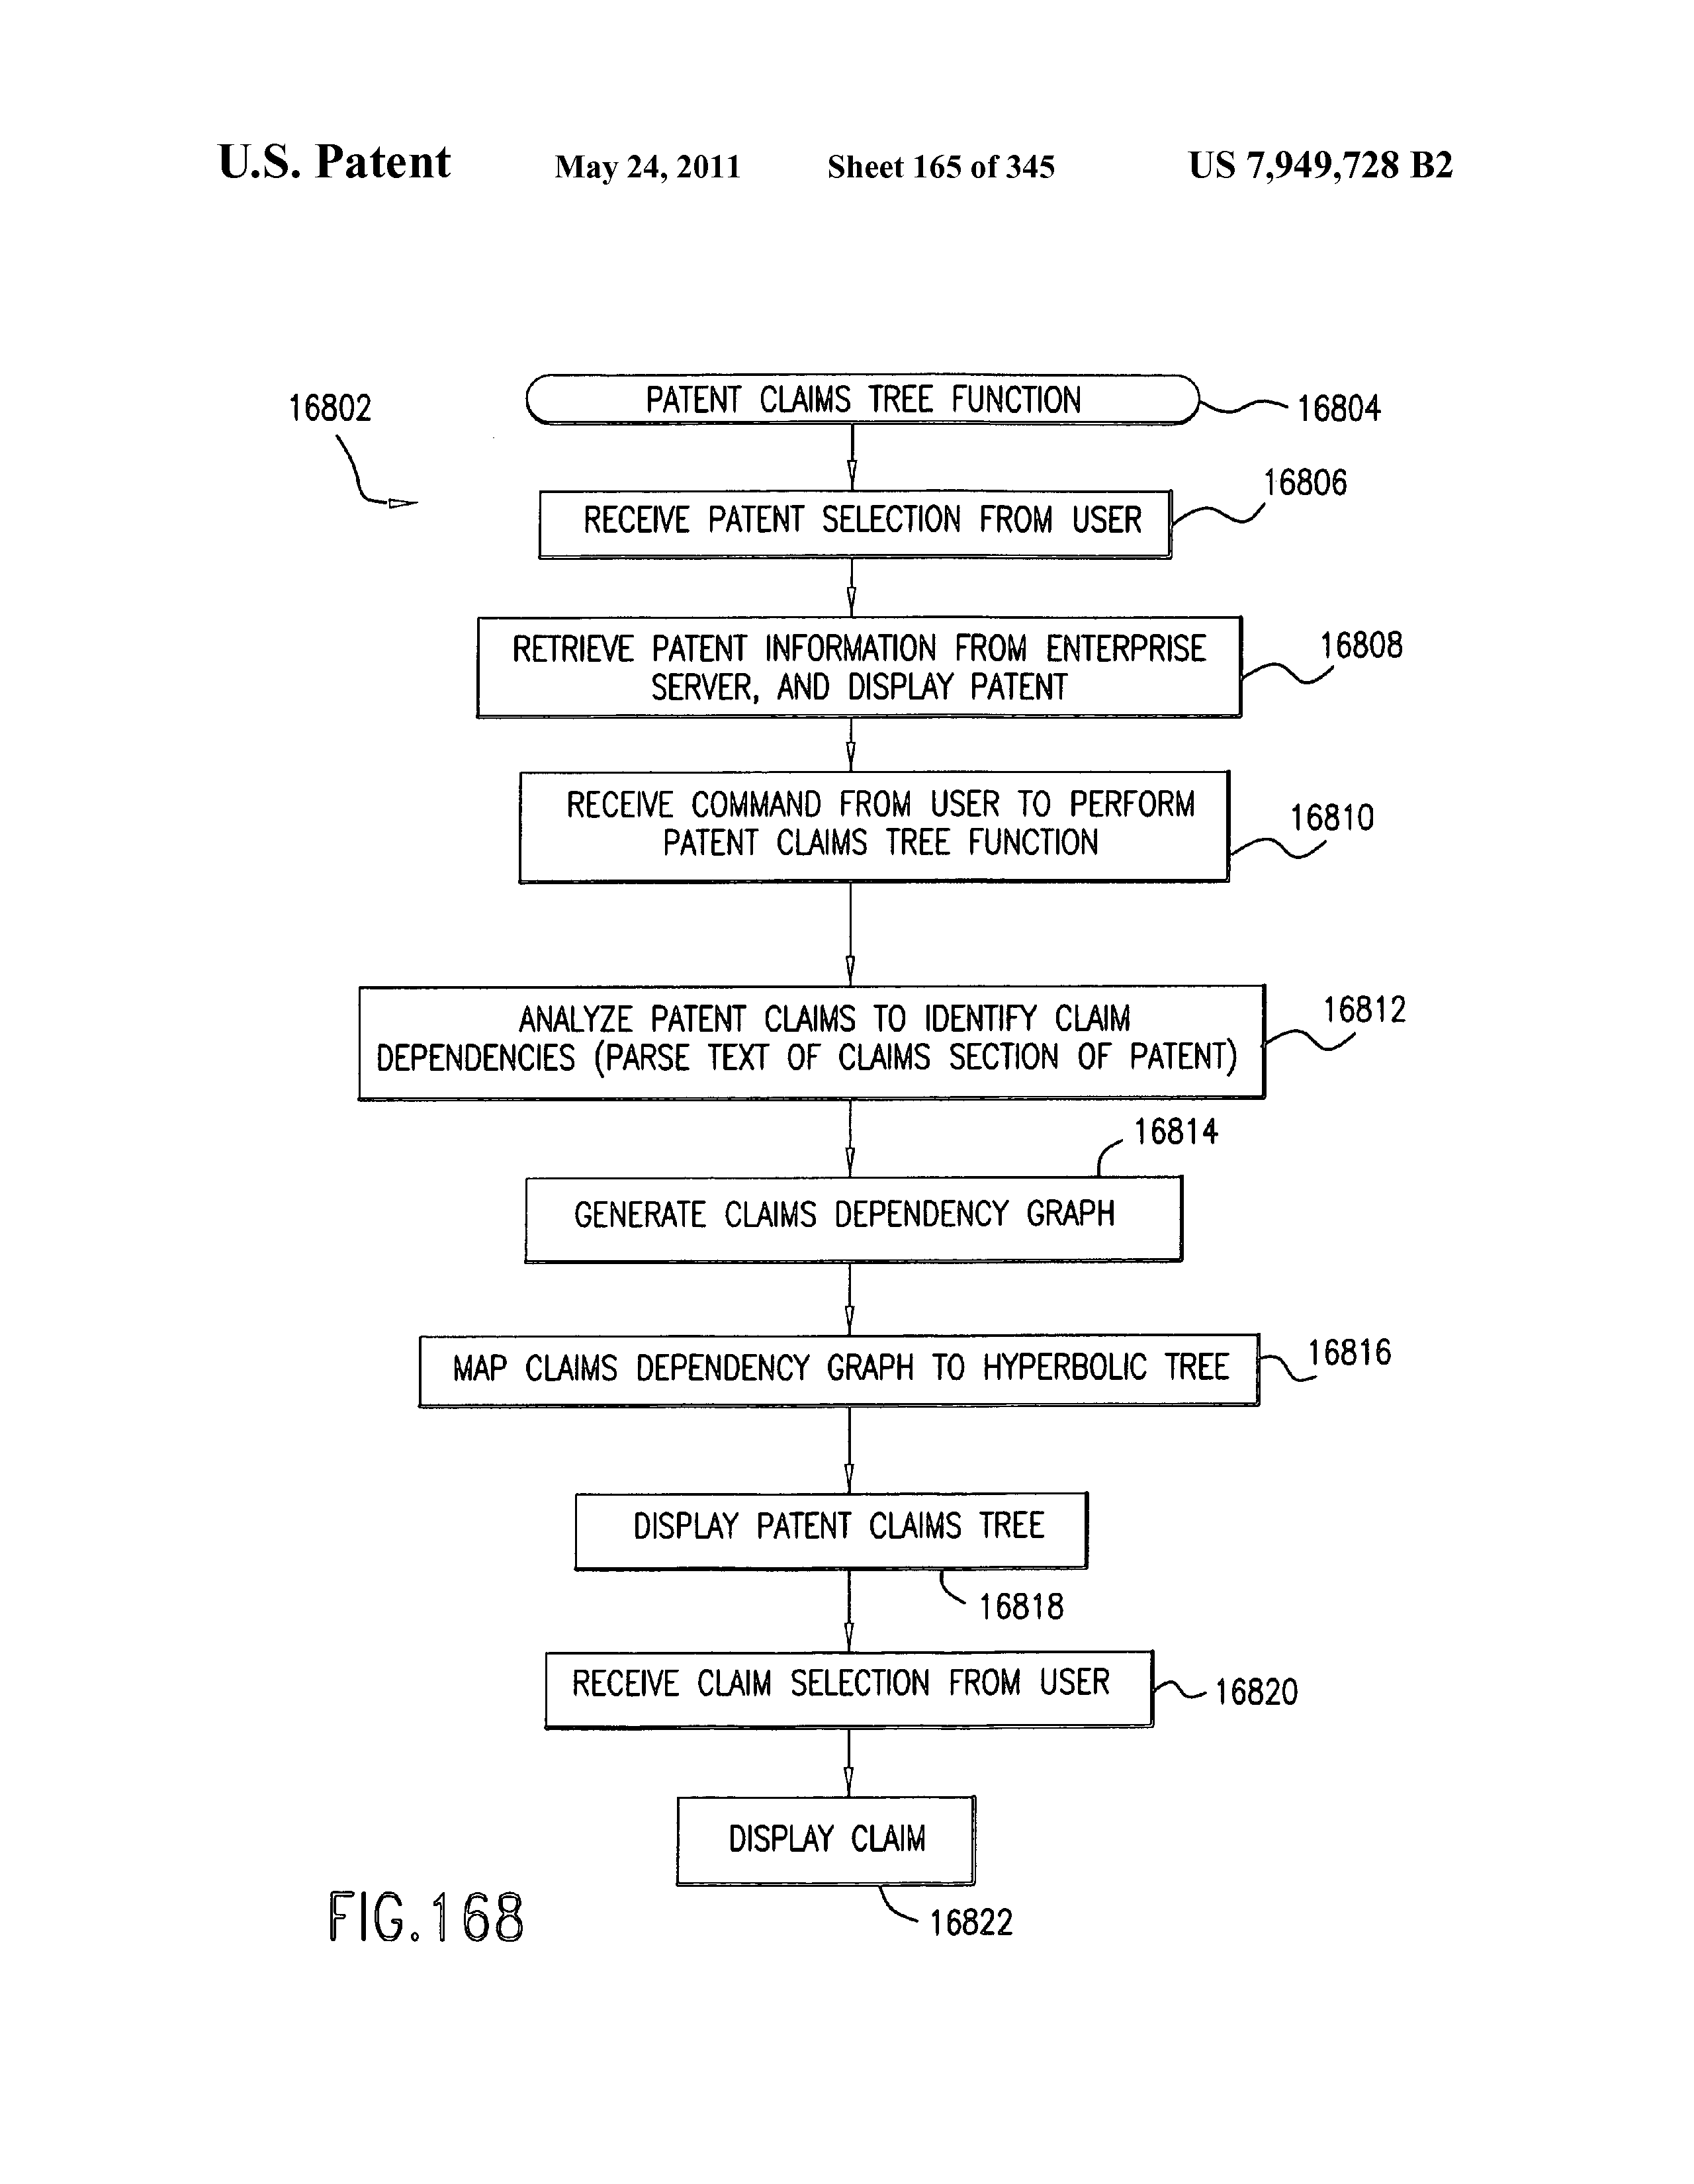 U.S. Patent May 24, 2011 Sheet 165 of 345 US 7,949,728 B2
16802
PATENT CLAIMS TREE FUNCTION
16804
RECEIVE PATENT SELECTION FROM USER
16806
RETRIEVE PATENT INFORMATION FROM ENTERPRISE
SERVER, AND DISPLAY PATENT
16808
RECEIVE COMMAND FROM USER TO PERFORM
PATENT CLAIMS TREE FUNCTION
16810
ANALYZE PATENT CLAIMS TO IDENTIFY CLAIM
DEPENDENCIES (PARSE TEXT OF CLAIMS SECTION OF PATENT)
16812
16814
GENERATE CLAIMS DEPENDENCY GRAPH
MAP CLAIMS DEPENDENCY GRAPH TO HYPERBOLIC TREE
16816
DISPLAY PATENT CLAIMS TREE
16818
RECEIVE CLAIM SELECTION FROM USER
16820
DISPLAY CLAIM
16822
FIG.168